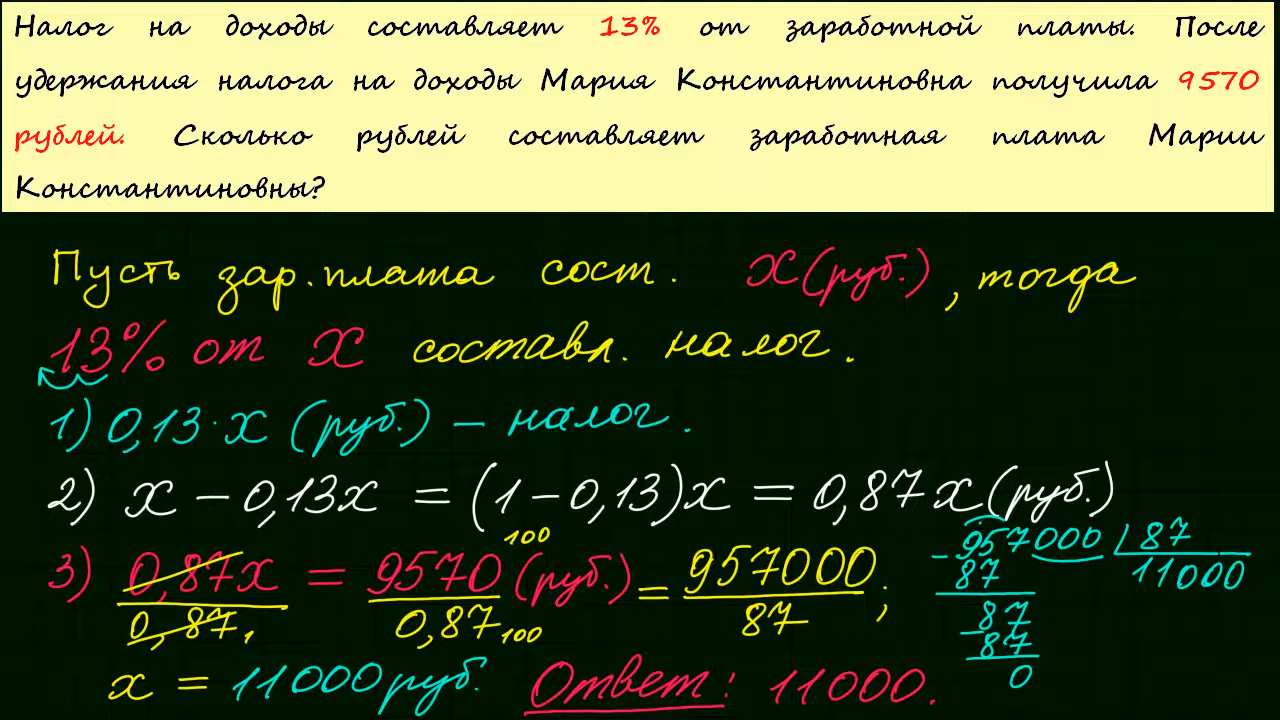 Налог на доходы составляет 13% от заработной платы. После
удержания налога на доходы Мария Константиновна получила 9570
рублей. Сколько рублей составляет заработная плата Марии
Константиновны?
Пусть зар. плата сост. x (руб.), тогда
13% от x составл. налог.
1) 0,13·x (руб.) – налог.
2) x – 0,13x = (1 – 0,13)x = 0,87x (руб.)
100
3) 0,87x = 9570 (руб.) = 957000 ;
0,87 1 0,87 100 87
957000 87
– 87 11000
87
– 87
0
x = 11000 руб. Ответ: 11000.